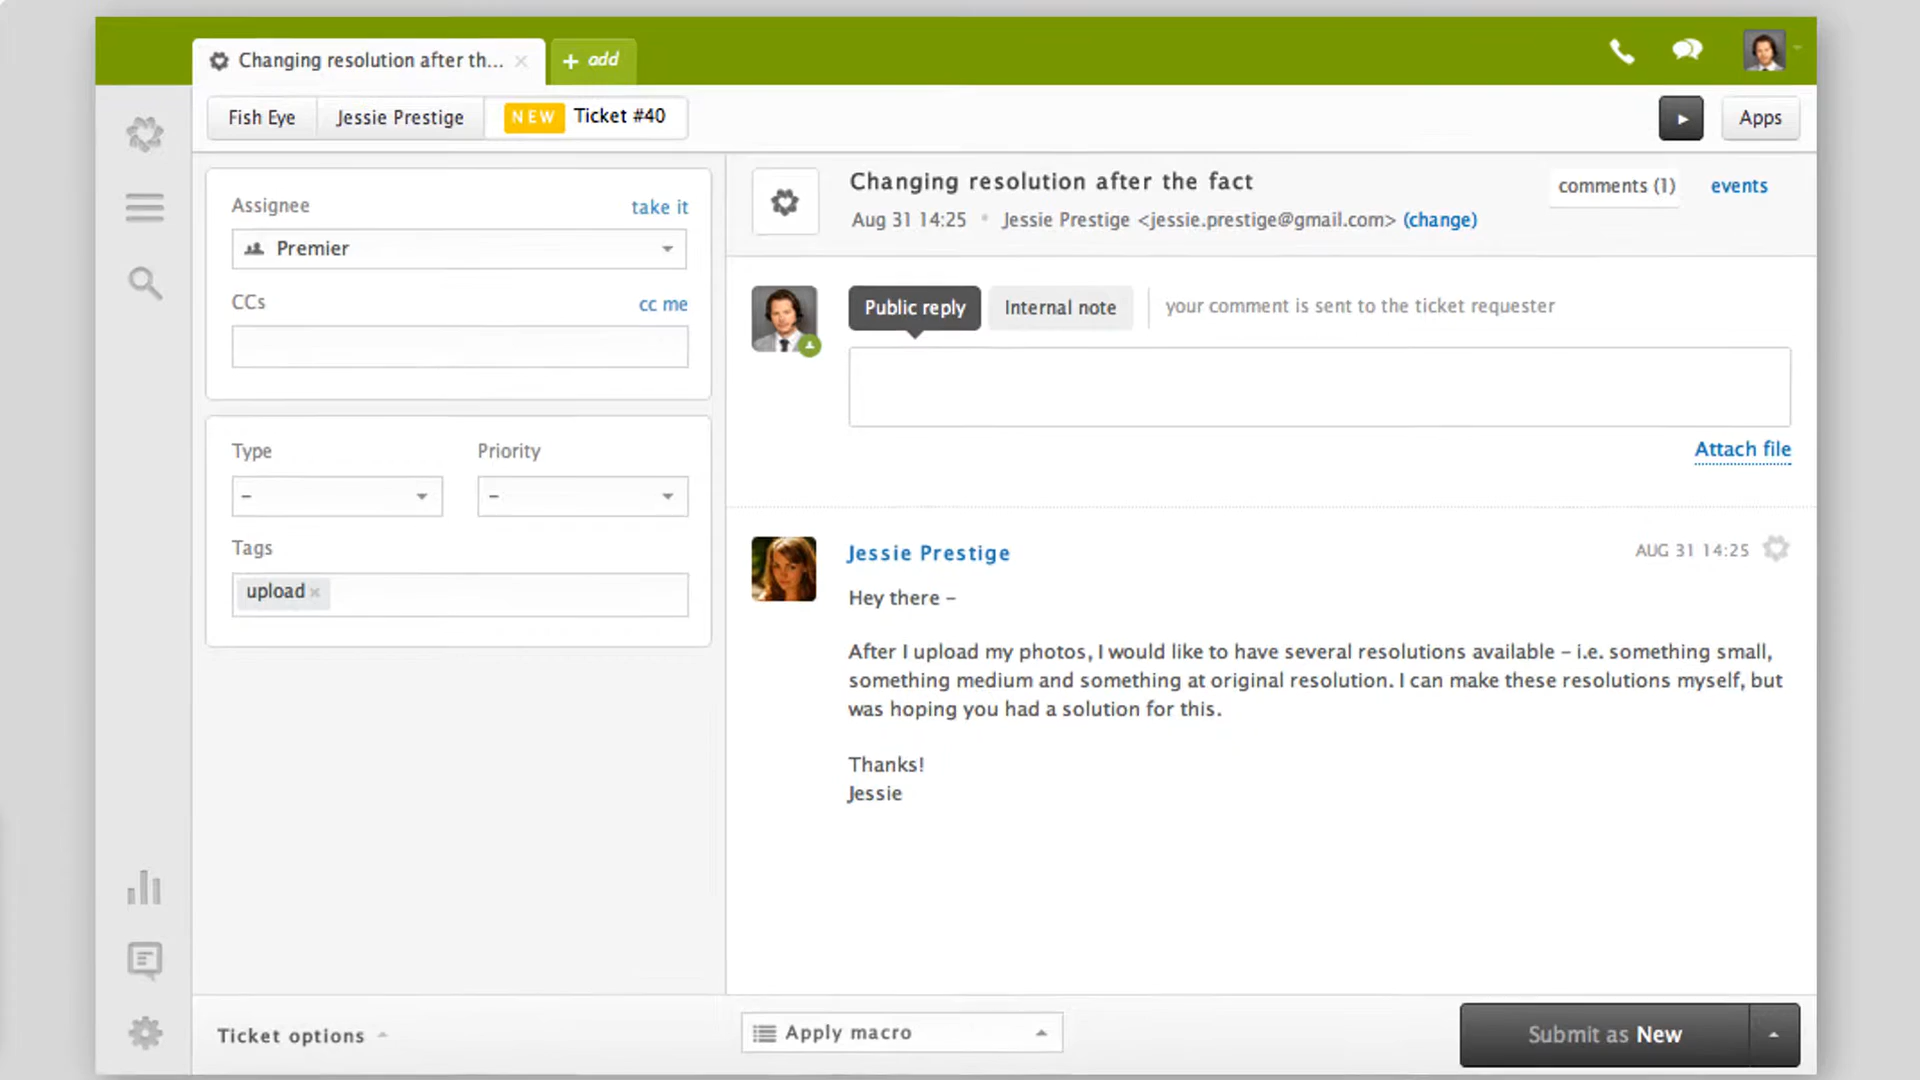 Changing resolution after th...
+ add
Fish Eye
Jessie Prestige
NEW Ticket #40
Apps
Assignee
take it
Premier
CCs
cc me
Type
Priority
–
–
Tags
upload ×
Changing resolution after the fact
comments (1)
events
Aug 31 14:25 • Jessie Prestige <jessie.prestige@gmail.com> (change)
Public reply
Internal note
your comment is sent to the ticket requester
Attach file
Jessie Prestige
AUG 31 14:25
Hey there –
After I upload my photos, I would like to have several resolutions available – i.e. something small,
something medium and something at original resolution. I can make these resolutions myself, but
was hoping you had a solution for this.
Thanks!
Jessie
Ticket options
Apply macro
Submit as New